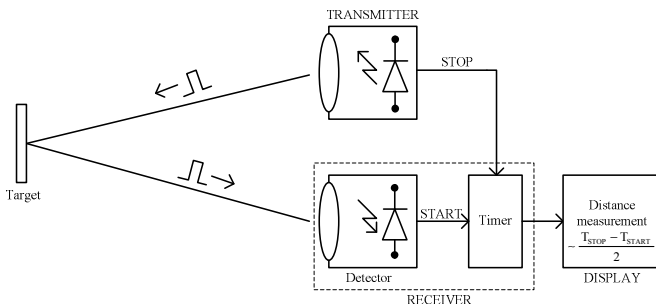 TRANSMITTER
STOP
Target
START
Timer
Detector
RECEIVER
Distance
measurement
~ (T_STOP − T_START) / 2
DISPLAY